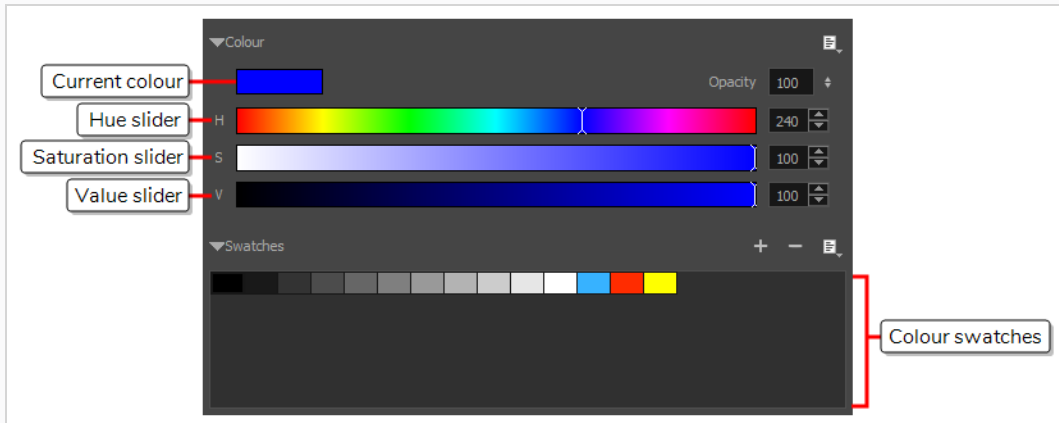 Colour
Current colour
Opacity 100
Hue slider
H 240
Saturation slider
S 100
Value slider
V 100
Swatches
Colour swatches